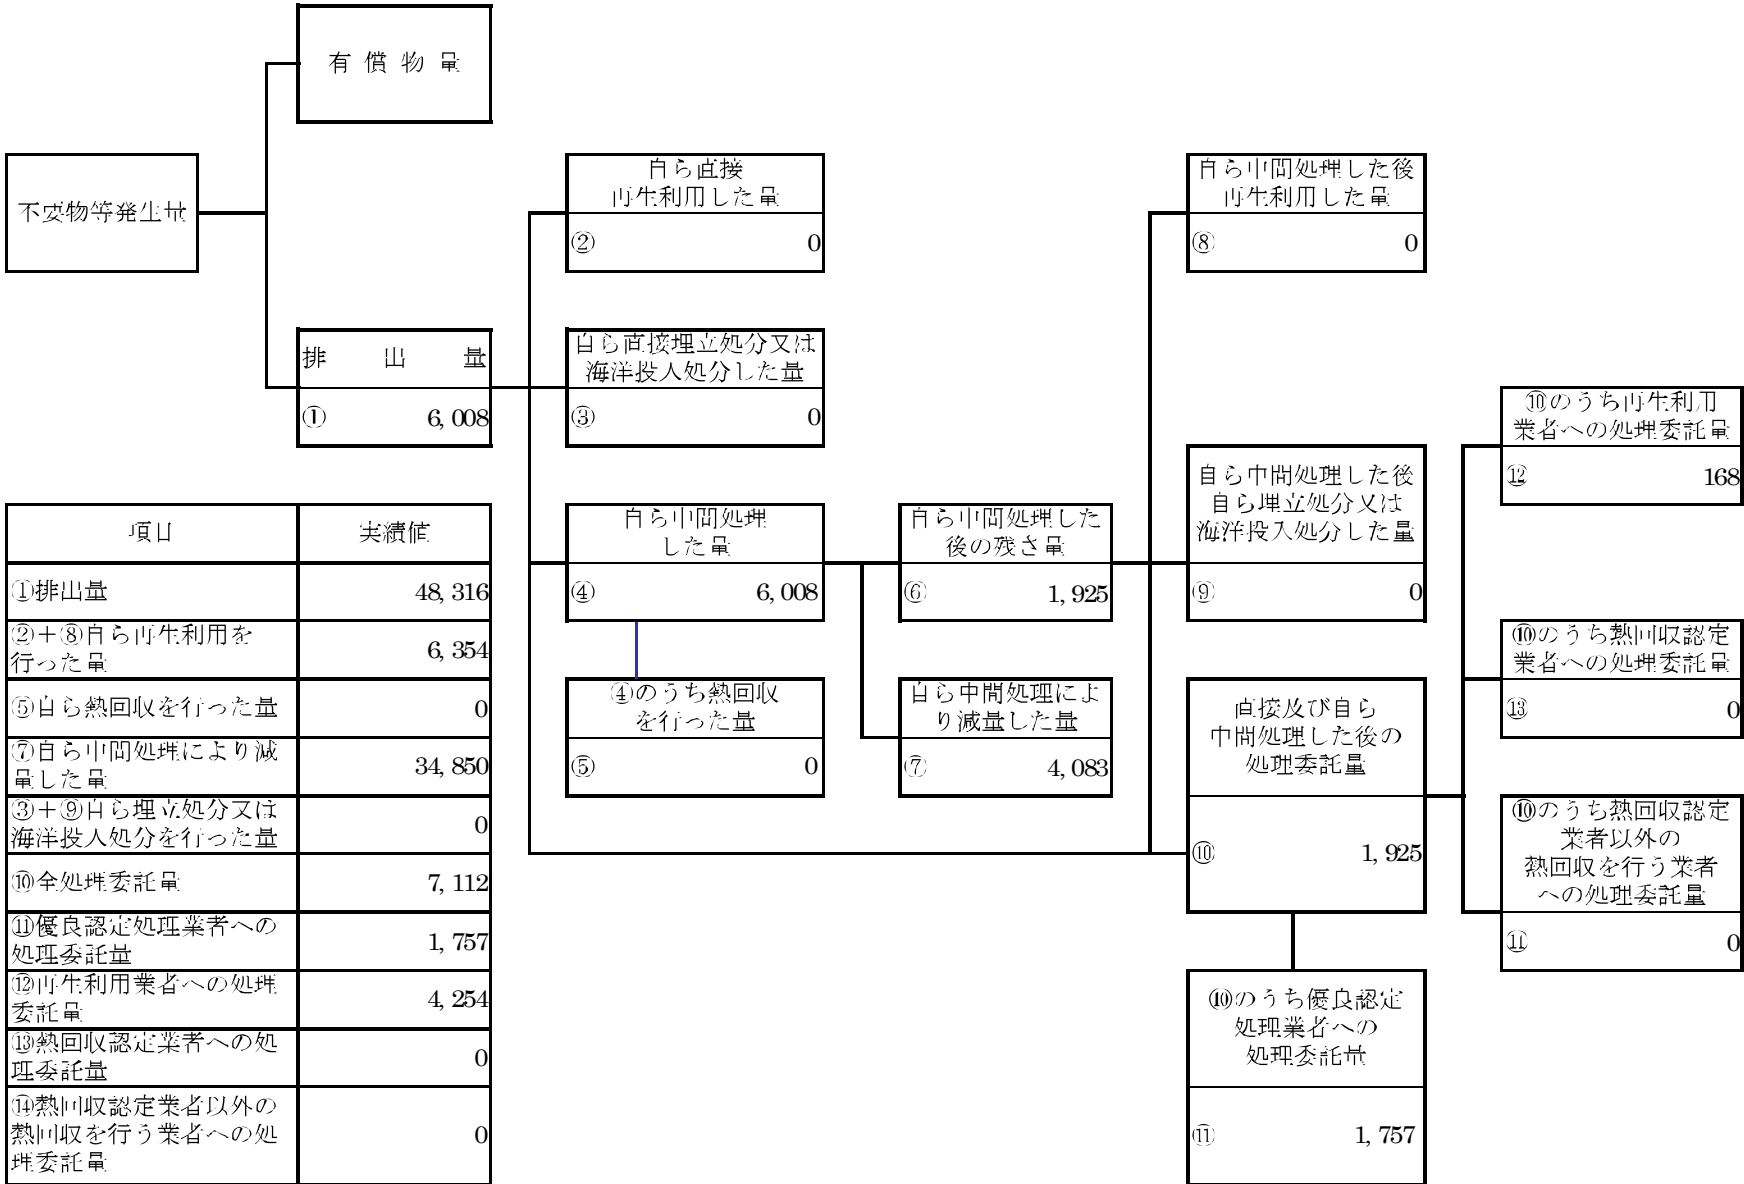 有償物量
不要物等発生量
自ら直接
再生利用した量
② 0
自ら中間処理した後
再生利用した量
⑧ 0
排出量
① 6,008
自ら直接埋立処分又は
海洋投入処分した量
③ 0
⑩のうち再生利用
業者への処理委託量
⑫ 168
自ら中間処理した後
自ら埋立処分又は
海洋投入処分した量
⑨ 0
自ら中間処理
した量
④ 6,008
自ら中間処理した
後の残さ量
⑥ 1,925
⑩のうち熱回収認定
業者への処理委託量
⑬ 0
④のうち熱回収
を行った量
⑤ 0
自ら中間処理によ
り減量した量
⑦ 4,083
直接及び自ら
中間処理した後の
処理委託量
⑩ 1,925
⑩のうち熱回収認定
業者以外の
熱回収を行う業者
への処理委託量
⑪ 0
⑩のうち優良認定
処理業者への
処理委託量
⑪ 1,757
項目 実績値
①排出量 48,316
②＋⑧自ら再生利用を
行った量 6,354
⑤自ら熱回収を行った量 0
⑦自ら中間処理により減
量した量 34,850
③＋⑨自ら埋立処分又は
海洋投入処分を行った量 0
⑩全処理委託量 7,112
⑪優良認定処理業者への
処理委託量 1,757
⑫再生利用業者への処理
委託量 4,254
⑬熱回収認定業者への処
理委託量 0
⑭熱回収認定業者以外の
熱回収を行う業者への処
理委託量 0